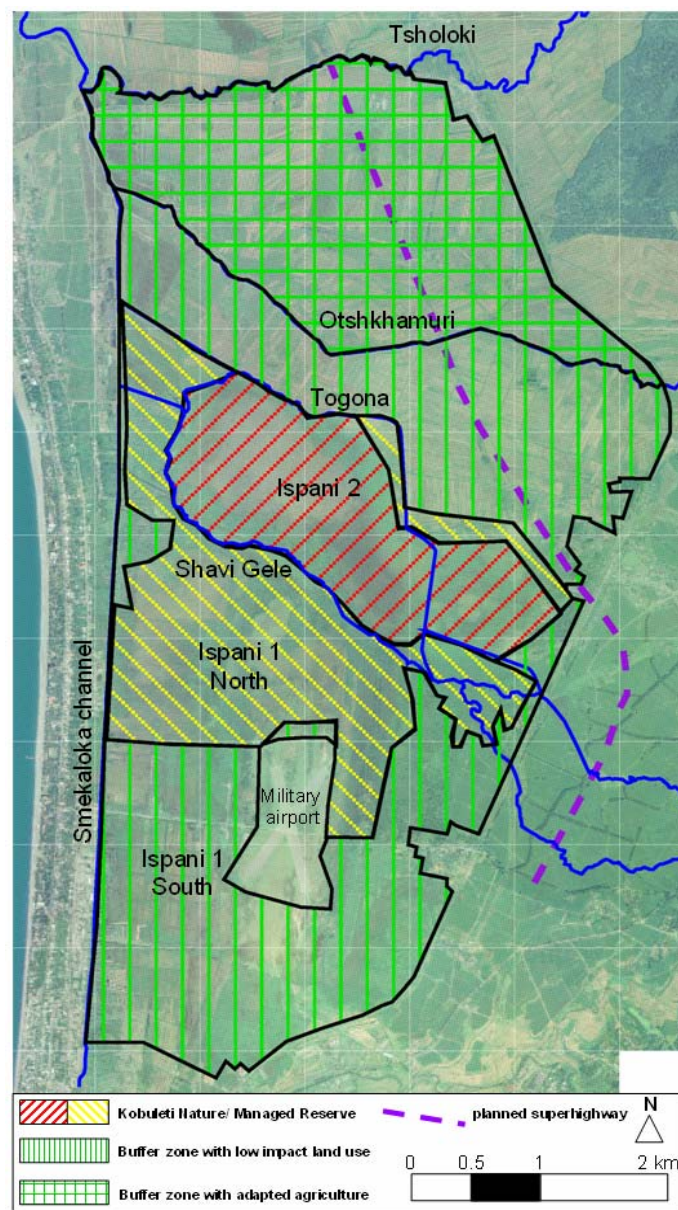 Tsholoki
Otshkhamuri
Togona
Ispani 2
Shavi Gele
Ispani 1
North
Smekaloka channel
Military
airport
Ispani 1
South
Kobuleti Nature/ Managed Reserve
planned superhighway
N
Buffer zone with low impact land use
0 0.5 1 2 km
Buffer zone with adapted agriculture